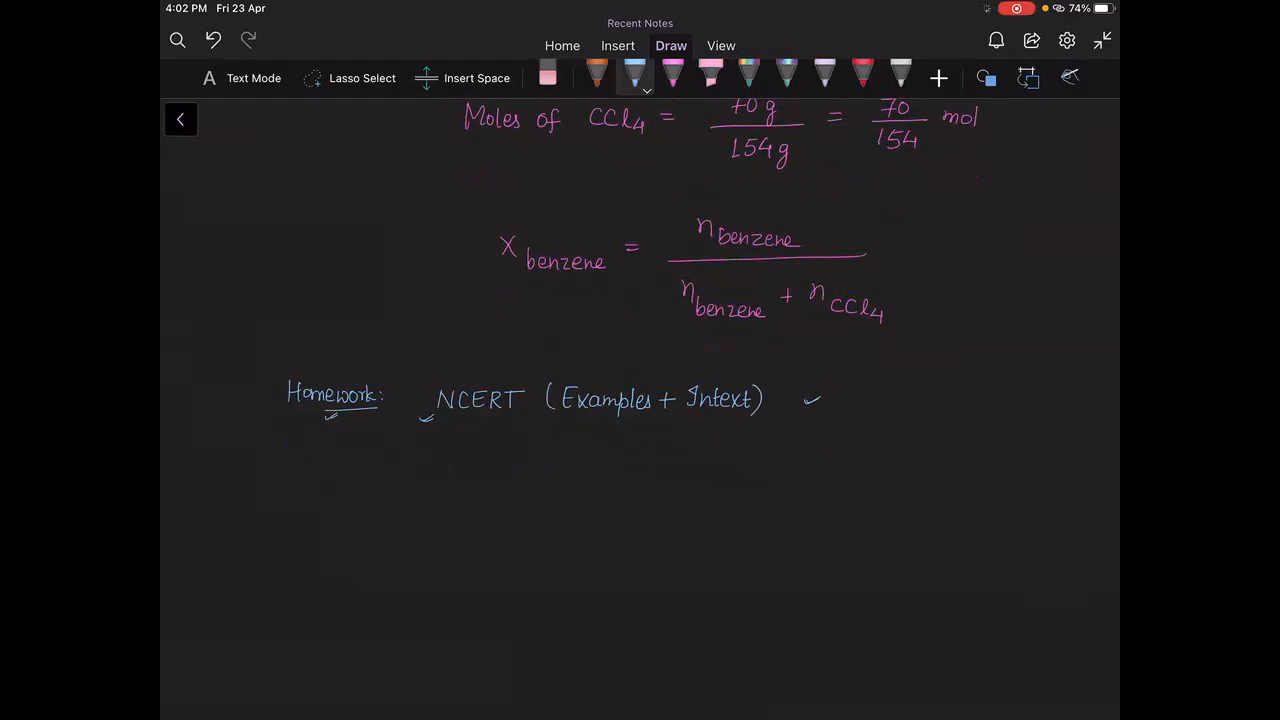 4:02 PM Fri 23 Apr
74%
Recent Notes
Home Insert Draw View
A Text Mode Lasso Select Insert Space
Moles of CCl4 = 70 g / 154 g = 70 / 154 mol
x benzene = n benzene / n benzene + n CCl4
Homework: NCERT (Examples + Intext)